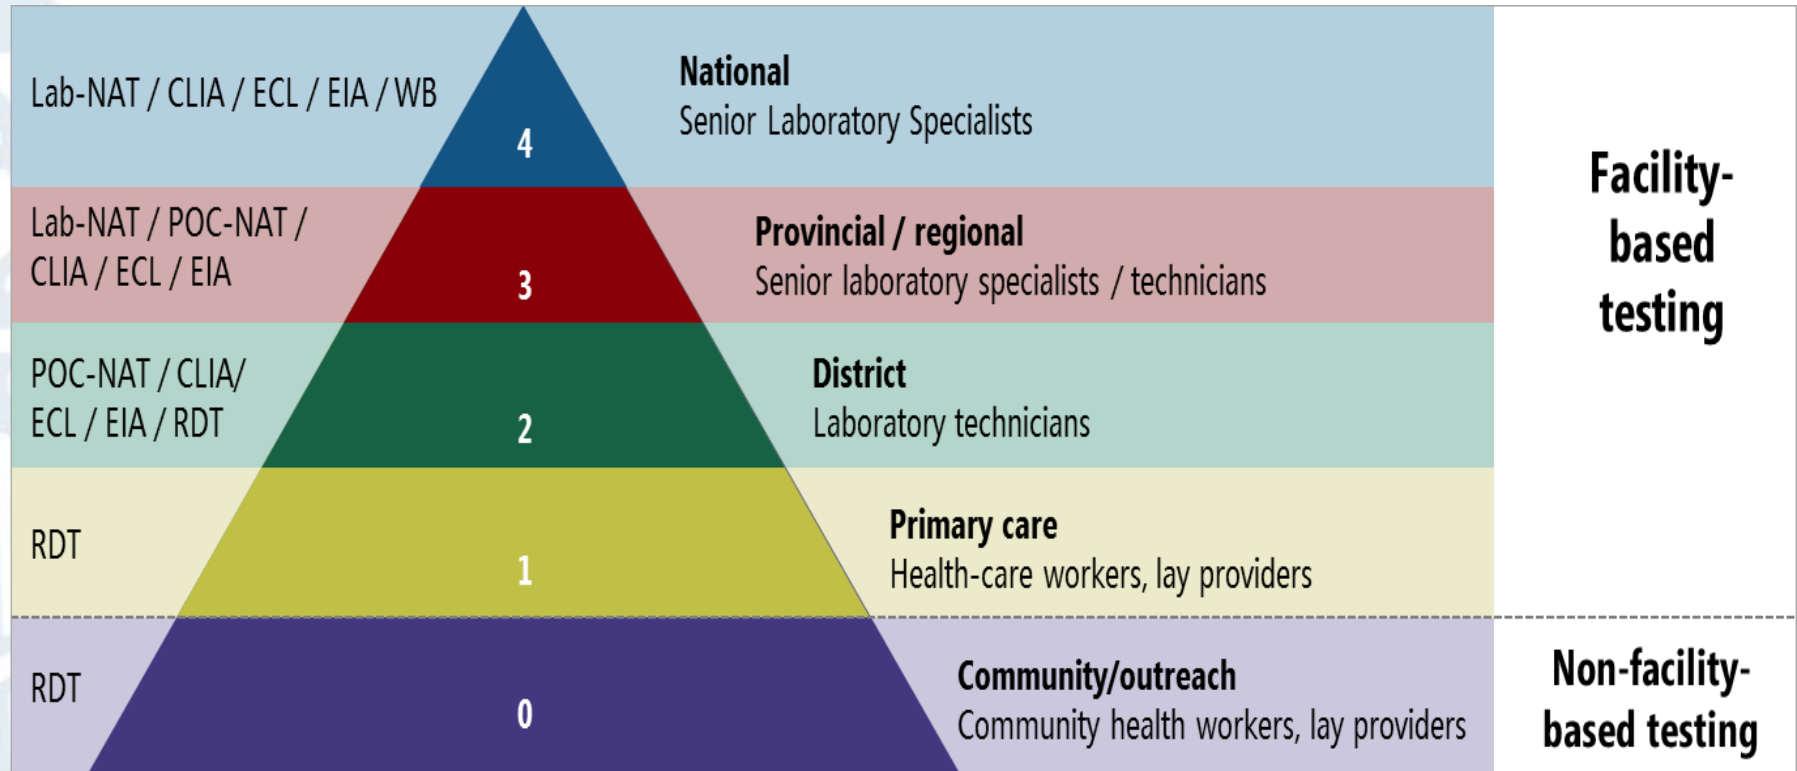 Lab-NAT / CLIA / ECL / EIA / WB
4
National
Senior Laboratory Specialists
Lab-NAT / POC-NAT /
CLIA / ECL / EIA
3
Provincial / regional
Senior laboratory specialists / technicians
POC-NAT / CLIA/
ECL / EIA / RDT
2
District
Laboratory technicians
RDT
1
Primary care
Health-care workers, lay providers
Facility-
based
testing
RDT
0
Community/outreach
Community health workers, lay providers
Non-facility-
based testing